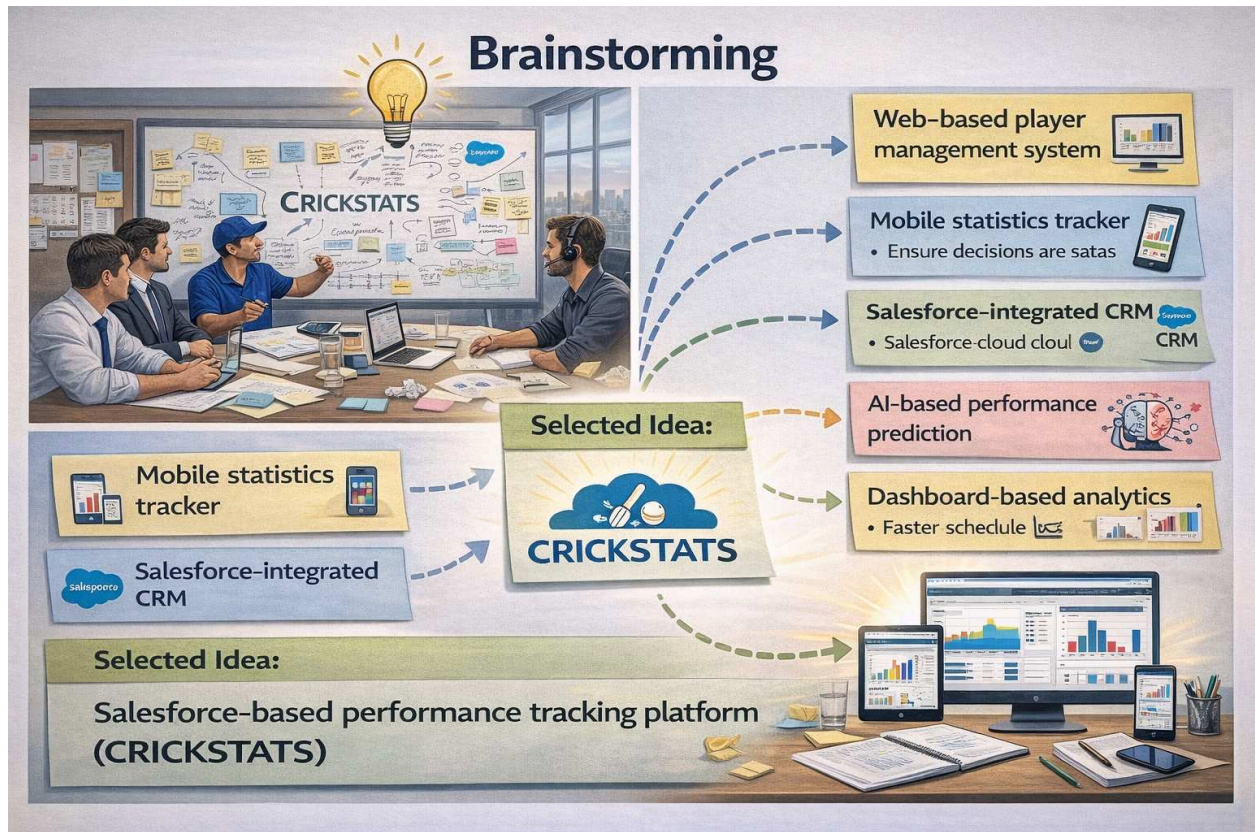 Brainstorming
CRICKSTATS
Web-based player
management system
Mobile statistics tracker
• Ensure decisions are satas
Salesforce-integrated CRM
• Salesforce-cloud cloul
CRM
AI-based performance
prediction
Dashboard-based analytics
• Faster schedule
Selected Idea:
CRICKSTATS
Mobile statistics
tracker
salisporce
Salesforce-integrated
CRM
Selected Idea:
Salesforce-based performance tracking platform
(CRICKSTATS)